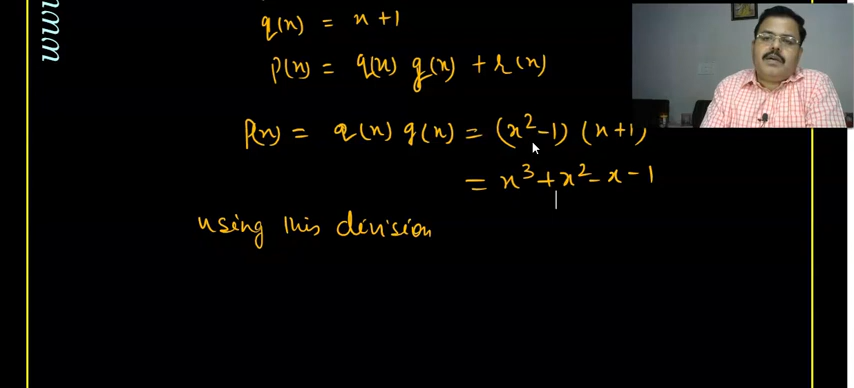 q(x) = x + 1
p(x) = q(x) g(x) + r(x)
p(x) = q(x) g(x) = (x² - 1) (x + 1)
= x³ + x² - x - 1
using this division